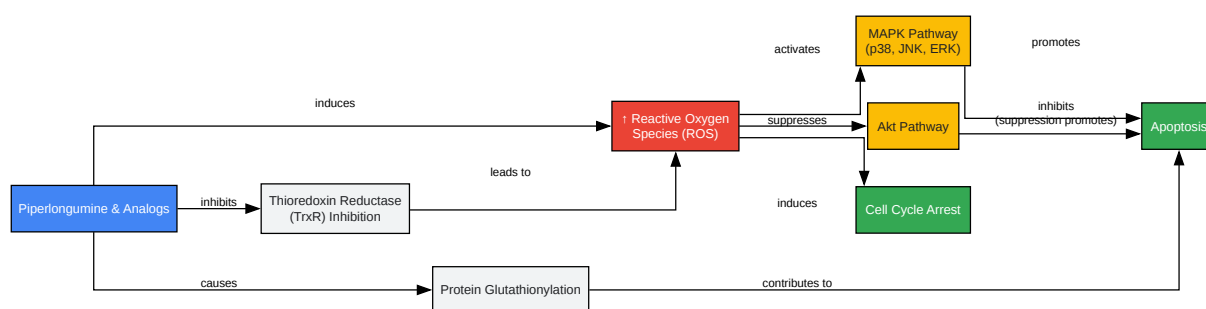 MAPK Pathway
(p38, JNK, ERK)
activates
promotes
induces
↑ Reactive Oxygen
Species (ROS)
suppresses
Akt Pathway
inhibits
(suppression promotes)
Apoptosis
leads to
Piperlongumine & Analogs
inhibits
Thioredoxin Reductase
(TrxR) Inhibition
induces
Cell Cycle Arrest
causes
Protein Glutathionylation
contributes to